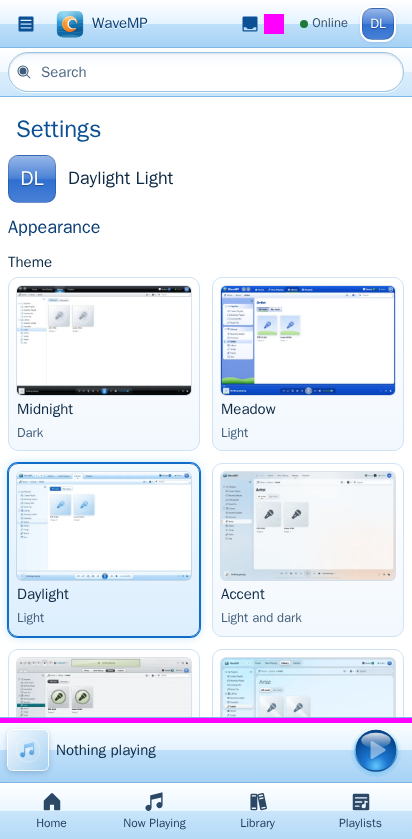 WaveMP
Online
DL
Search
Settings
DL
Daylight Light
Appearance
Theme
Midnight
Dark
Meadow
Light
Daylight
Light
Accent
Light and dark
Nothing playing
Home
Now Playing
Library
Playlists